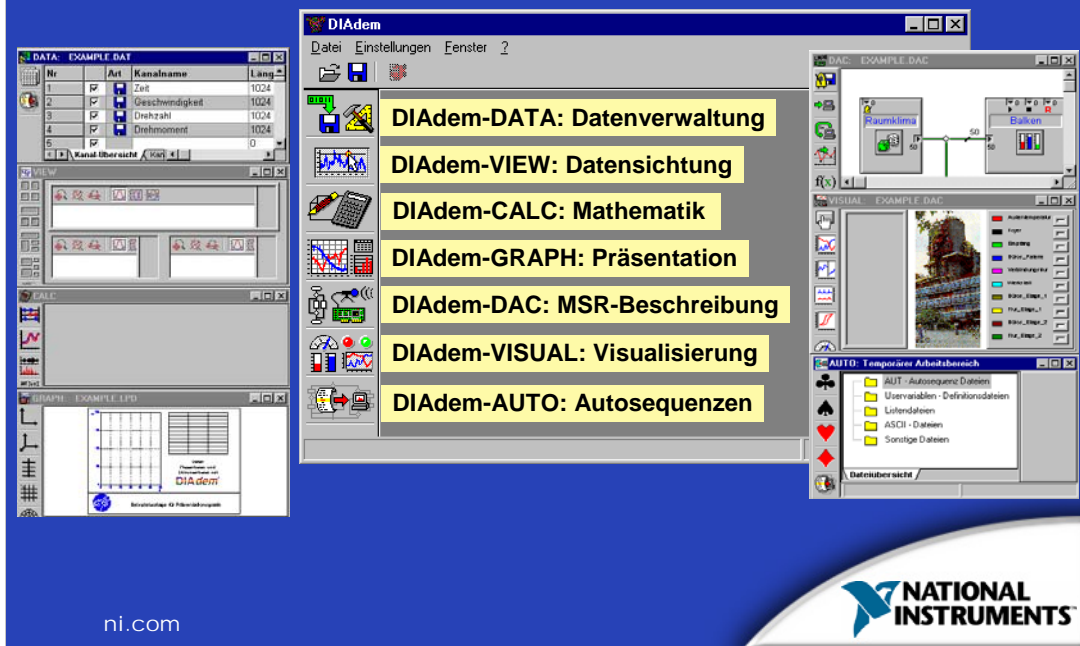 DIAdem
Datei Einstellungen Fenster ?
DIAdem-DATA: Datenverwaltung
DIAdem-VIEW: Datensichtung
DIAdem-CALC: Mathematik
DIAdem-GRAPH: Präsentation
DIAdem-DAC: MSR-Beschreibung
DIAdem-VISUAL: Visualisierung
DIAdem-AUTO: Autosequenzen
DATA: EXAMPLE.DAT
Nr Art Kanalname Läng
1 Zeit 1024
2 Geschwindigkeit 1024
3 Drehzahl 1024
4 Drehmoment 1024
5 0
Kanal-Übersicht Kan
VIEW
CALC
GRAPH: EXAMPLE.LPD
DIAdem
DAC: EXAMPLE.DAC
Raumklima
Balken
50
50
50
f(x)
VISUAL: EXAMPLE.DAC
Foyer
AUTO: Temporärer Arbeitsbereich
AUT - Autosequenz Dateien
Uservariablen - Definitionsdateien
Listendateien
ASCII - Dateien
Sonstige Dateien
Dateiübersicht
ni.com
NATIONAL
INSTRUMENTS